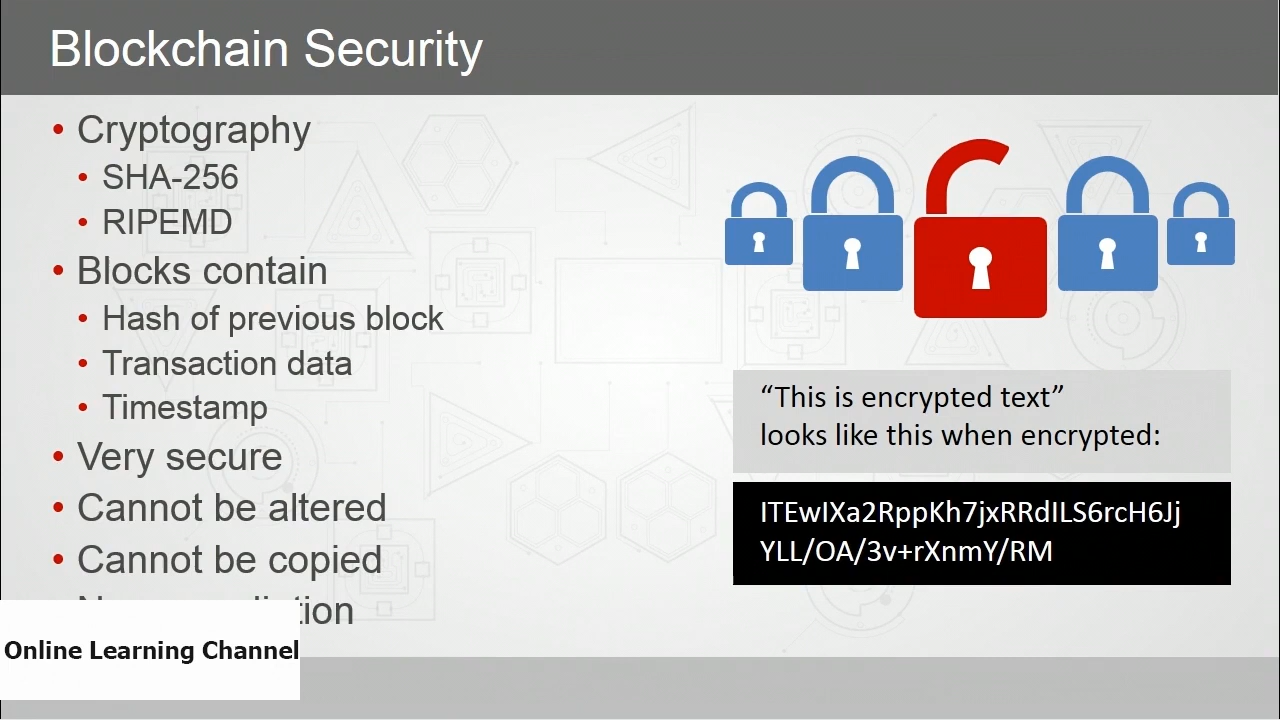 Blockchain Security
• Cryptography
• SHA-256
• RIPEMD
• Blocks contain
• Hash of previous block
• Transaction data
• Timestamp
• Very secure
• Cannot be altered
• Cannot be copied
“This is encrypted text”
looks like this when encrypted:
ITEwIXa2RppKh7jxRRdILS6rcH6Jj
YLL/OA/3v+rXnmY/RM
Online Learning Channel